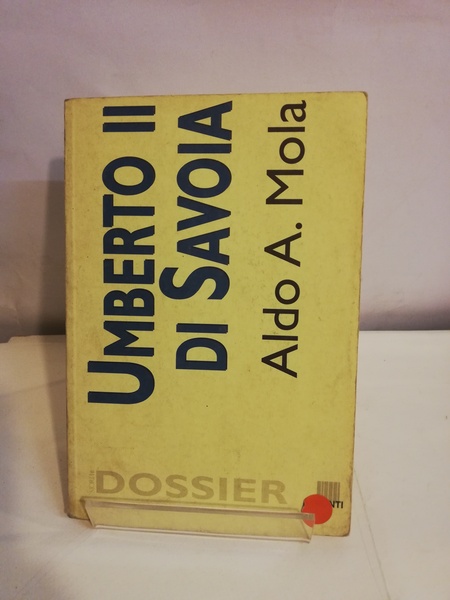 UMBERTO II
DI SAVOIA
Aldo A. Mola
DOSSIER